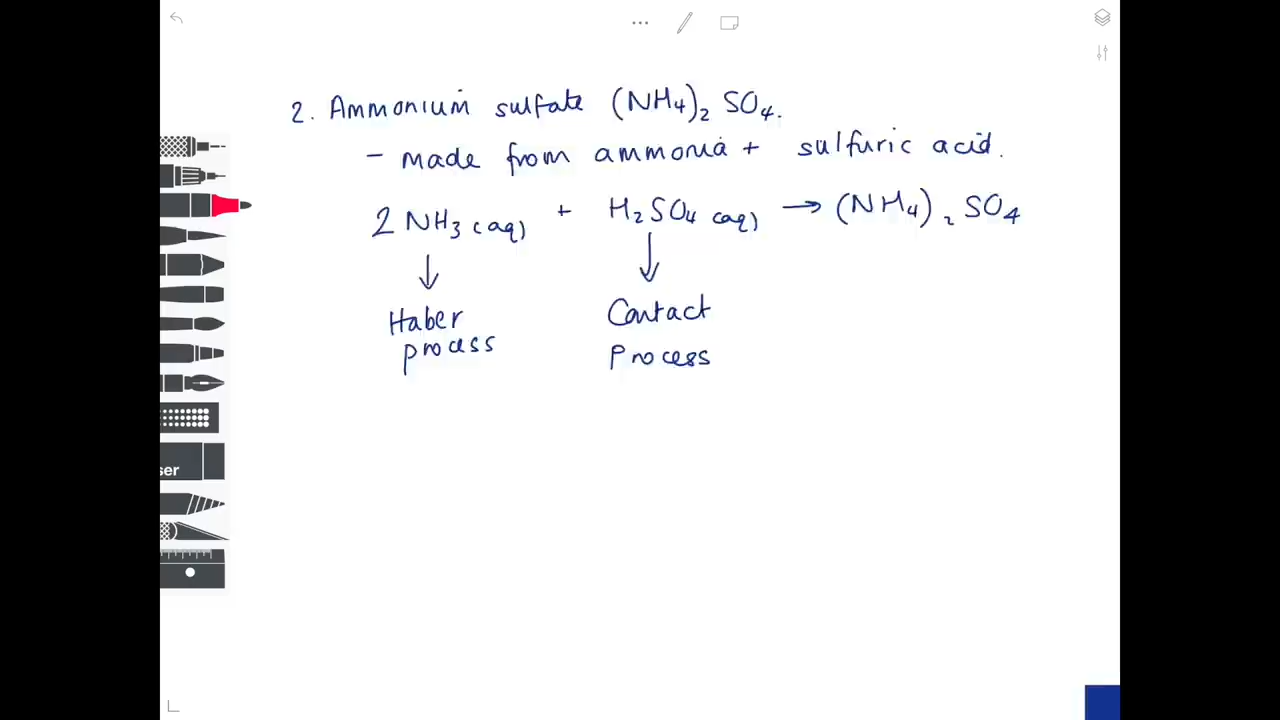 2. Ammonium sulfate (NH₄)₂ SO₄.
- made from ammonia + sulfuric acid.
2 NH₃ (aq) + H₂SO₄ (aq) → (NH₄)₂ SO₄
↓ ↓
Haber Contact
process Process
ser